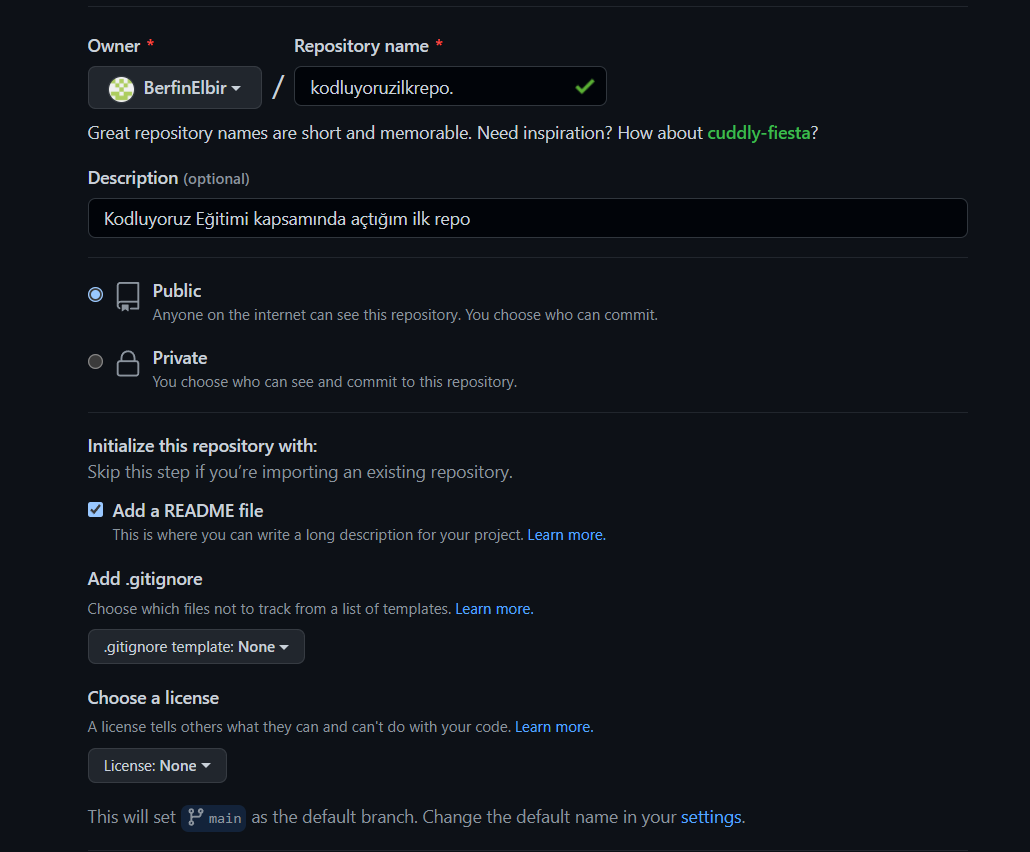 Owner * Repository name *
BerfinElbir / kodluyoruzilkrepo.
Great repository names are short and memorable. Need inspiration? How about cuddly-fiesta?
Description (optional)
Kodluyoruz Eğitimi kapsamında açtığım ilk repo
Public
Anyone on the internet can see this repository. You choose who can commit.
Private
You choose who can see and commit to this repository.
Initialize this repository with:
Skip this step if you’re importing an existing repository.
Add a README file
This is where you can write a long description for your project. Learn more.
Add .gitignore
Choose which files not to track from a list of templates. Learn more.
.gitignore template: None
Choose a license
A license tells others what they can and can't do with your code. Learn more.
License: None
This will set main as the default branch. Change the default name in your settings.